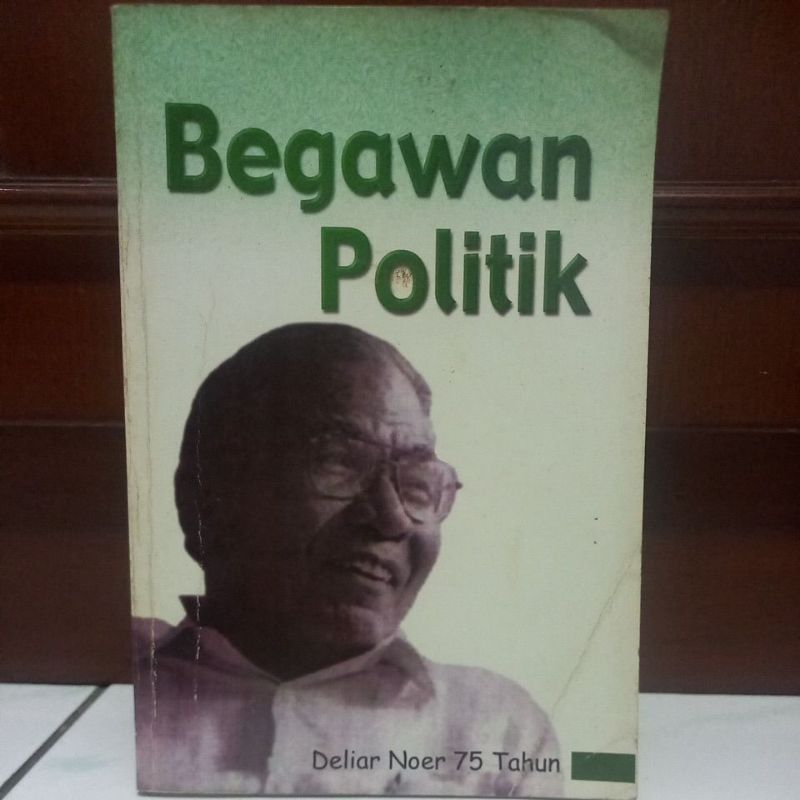 Begawan
Politik
Deliar Noer 75 Tahun